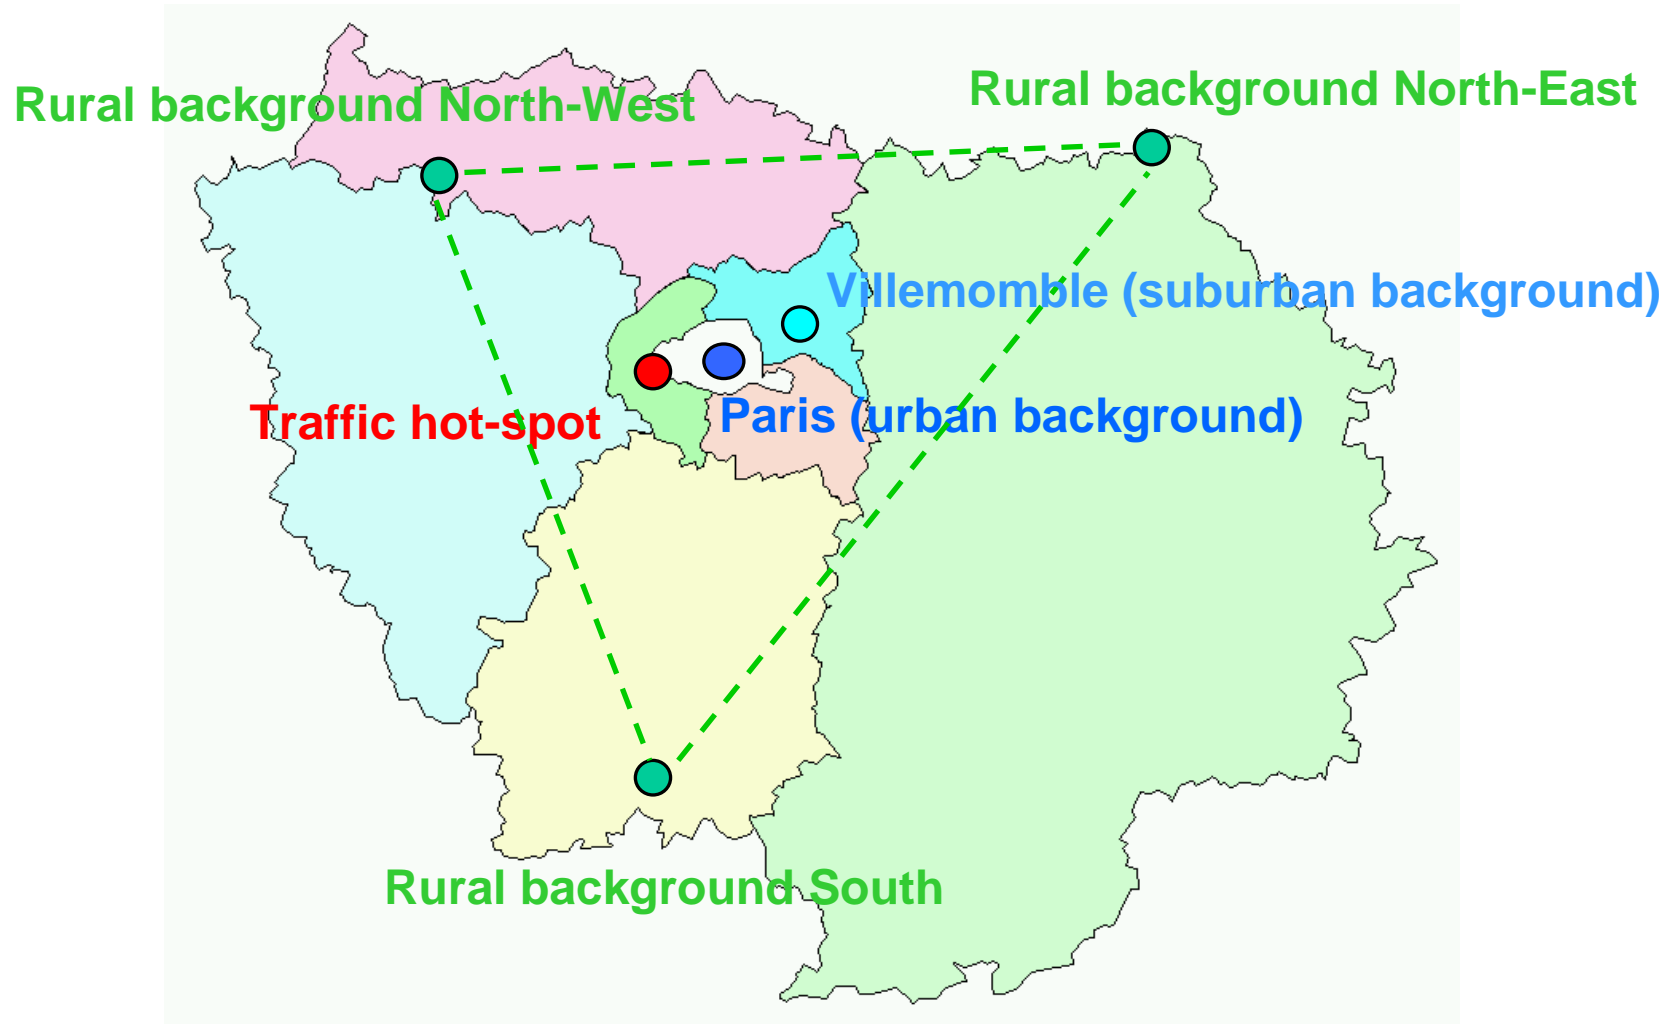 Rural background North-East
Rural background North-West
Villemomble (suburban background)
Paris (urban background)
Traffic hot-spot
Rural background South